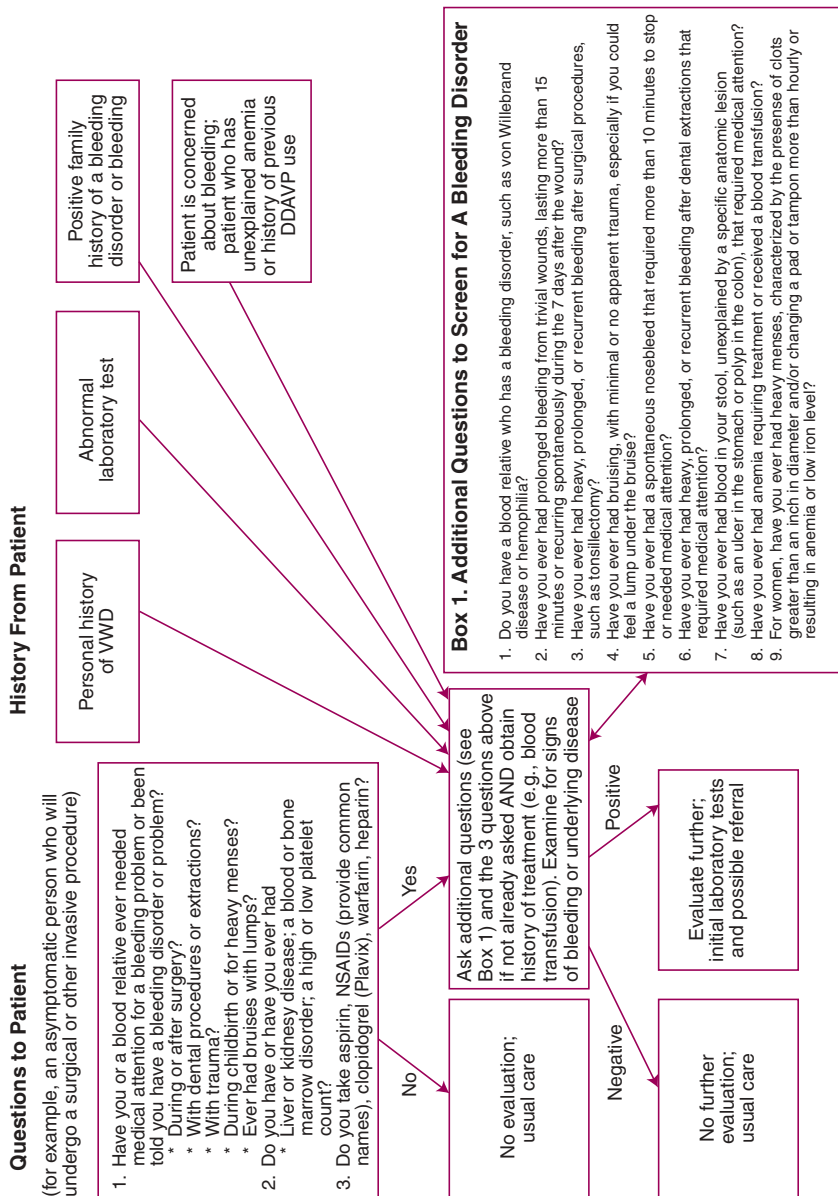 Questions to Patient
(for example, an asymptomatic person who will
undergo a surgical or other invasive procedure)
1. Have you or a blood relative ever needed
medical attention for a bleeding problem or been
told you have a bleeding disorder or problem?
* During or after surgery?
* With dental procedures or extractions?
* With trauma?
* During childbirth or for heavy menses?
* Ever had bruises with lumps?
2. Do you have or have you ever had
* Liver or kidney disease; a blood or bone
marrow disorder; a high or low platelet
count?
3. Do you take aspirin, NSAIDs (provide common
names), clopidogrel (Plavix), warfarin, heparin?
History From Patient
Personal history
of VWD
Abnormal
laboratory test
Positive family
history of a bleeding
disorder or bleeding
Patient is concerned
about bleeding;
patient who has
unexplained anemia
or history of previous
DDAVP use
No
Yes
No evaluation;
usual care
Ask additional questions (see
Box 1) and the 3 questions above
if not already asked AND obtain
history of treatment (e.g., blood
transfusion). Examine for signs
of bleeding or underlying disease
Negative
Positive
No further
evaluation;
usual care
Evaluate further;
initial laboratory tests
and possible referral
Box 1. Additional Questions to Screen for A Bleeding Disorder
1. Do you have a blood relative who has a bleeding disorder, such as von Willebrand
disease or hemophilia?
2. Have you ever had prolonged bleeding from trivial wounds, lasting more than 15
minutes or recurring spontaneously during the 7 days after the wound?
3. Have you ever had heavy, prolonged, or recurrent bleeding after surgical procedures,
such as tonsillectomy?
4. Have you ever had bruising, with minimal or no apparent trauma, especially if you could
feel a lump under the bruise?
5. Have you ever had a spontaneous nosebleed that required more than 10 minutes to stop
or needed medical attention?
6. Have you ever had heavy, prolonged, or recurrent bleeding after dental extractions that
required medical attention?
7. Have you ever had blood in your stool, unexplained by a specific anatomic lesion
(such as an ulcer in the stomach or polyp in the colon), that required medical attention?
8. Have you ever had anemia requiring treatment or received a blood transfusion?
9. For women, have you ever had heavy menses, characterized by the presense of clots
greater than an inch in diameter and/or changing a pad or tampon more than hourly or
resulting in anemia or low iron level?